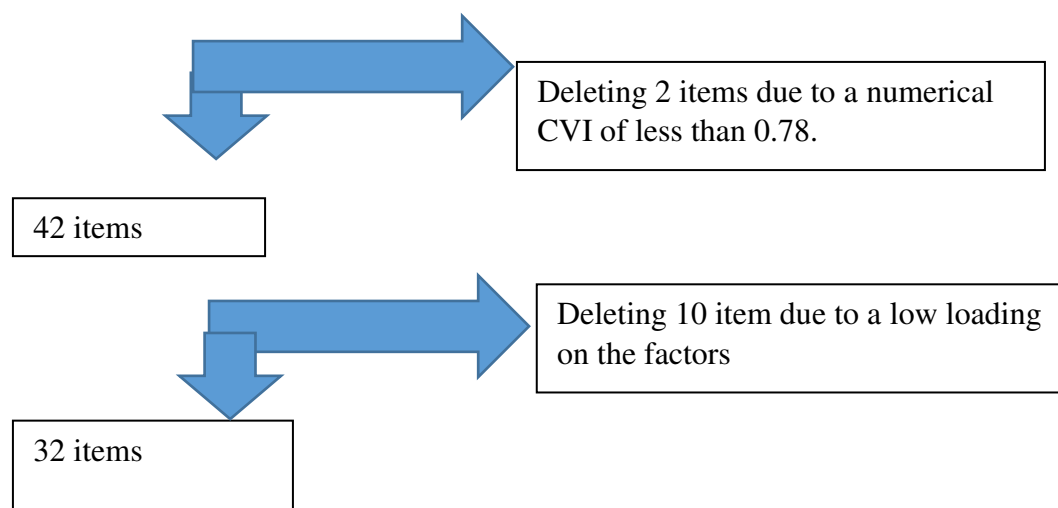 Deleting 2 items due to a numerical
CVI of less than 0.78.
42 items
Deleting 10 item due to a low loading
on the factors
32 items